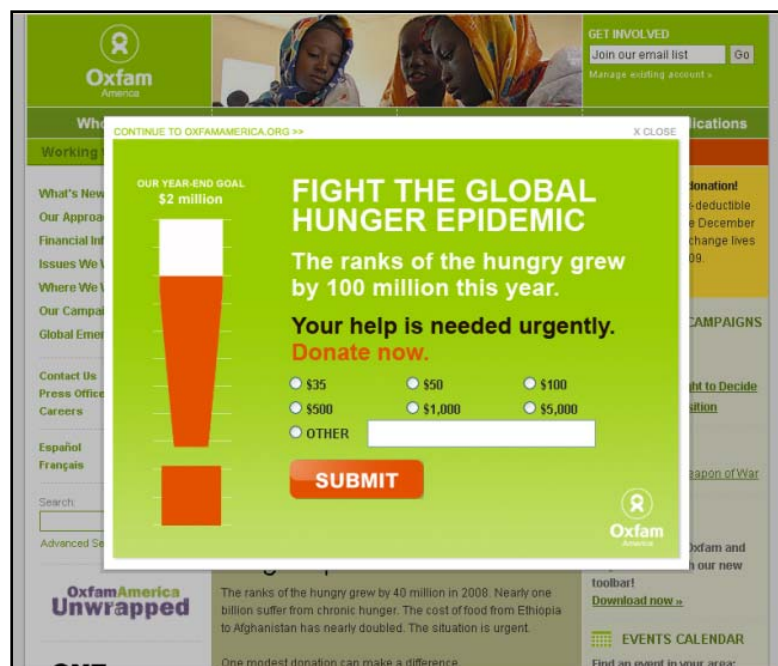 Oxfam
America
GET INVOLVED
Join our email list Go
Manage existing account »
Working
What's New
Our Approa
Financial Inf
Issues We
Where We
Our Campai
Global Emer
Contact Us
Press Office
Careers
Español
Français
Search:
Advanced Se
OxfamAmerica
Unwrapped
CONTINUE TO OXFAMAMERICA.ORG >>
X CLOSE
OUR YEAR-END GOAL
$2 million
FIGHT THE GLOBAL
HUNGER EPIDEMIC
The ranks of the hungry grew
by 100 million this year.
Your help is needed urgently.
Donate now.
$35 $50 $100
$500 $1,000 $5,000
OTHER
SUBMIT
Oxfam
America
The ranks of the hungry grew by 40 million in 2008. Nearly one
billion suffer from chronic hunger. The cost of food from Ethiopia
to Afghanistan has nearly doubled. The situation is urgent.
One modest donation can make a difference.
lications
donation!
-deductible
e December
change lives
09.
CAMPAIGNS
ht to Decide
sition
eapon of War
Oxfam and
n our new
toolbar!
Download now »
EVENTS CALENDAR
Find an event in your area: